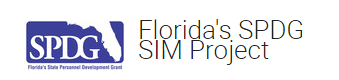 SPDG
Florida's State Personnel Development Grant
Florida's SPDG
SIM Project